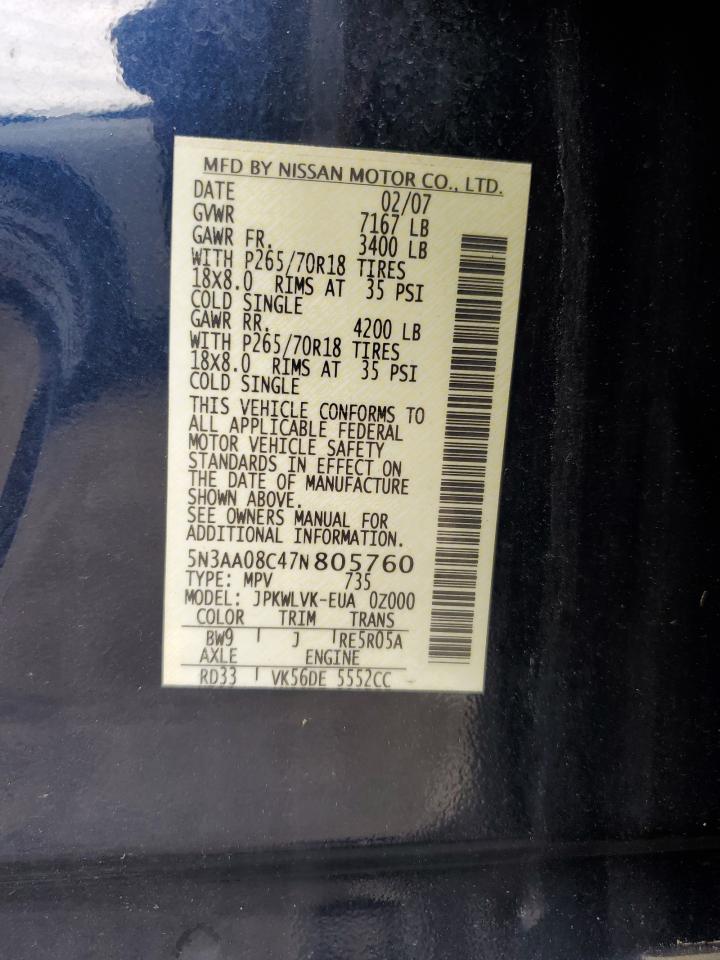 MFD BY NISSAN MOTOR CO., LTD.
DATE 02/07
GVWR 7167 LB
GAWR FR. 3400 LB
WITH P265/70R18 TIRES
18X8.0 RIMS AT 35 PSI
COLD SINGLE
GAWR RR. 4200 LB
WITH P265/70R18 TIRES
18X8.0 RIMS AT 35 PSI
COLD SINGLE
THIS VEHICLE CONFORMS TO
ALL APPLICABLE FEDERAL
MOTOR VEHICLE SAFETY
STANDARDS IN EFFECT ON
THE DATE OF MANUFACTURE
SHOWN ABOVE.
SEE OWNERS MANUAL FOR
ADDITIONAL INFORMATION.
5N3AA08C47N805760
TYPE: MPV 735
MODEL: JPKWLVK-EUA 0Z000
COLOR TRIM TRANS
BW9 J RE5R05A
AXLE ENGINE
RD33 VK56DE 5552CC